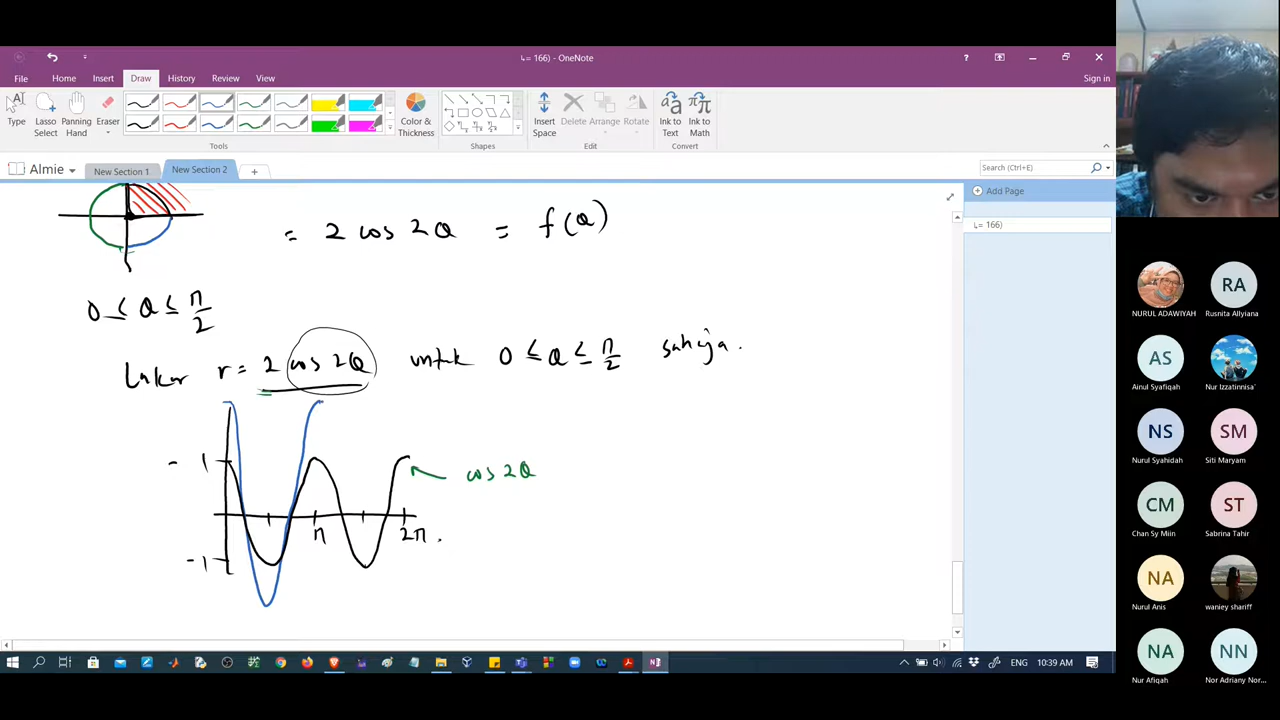 L= 166) - OneNote
?
File Home Insert Draw History Review View
Sign in
Type
Lasso Select
Panning Hand
Eraser
Color & Thickness
Insert Space
Delete
Arrange
Rotate
Ink to Text
Ink to Math
Tools
Shapes
Edit
Convert
Almie
New Section 1
New Section 2
+
Search (Ctrl+E)
Add Page
L= 166)
= 2 cos 2θ = f(θ)
0 ≤ θ ≤ π/2
Lakar r = 2 cos 2θ untuk 0 ≤ θ ≤ π/2 sahaja.
- 1
cos 2θ
π
2π.
-1
NURUL ADAWIYAH
RA
Rusnita Allyiana
AS
Ainul Syafiqah
Nur Izzatinnisa'
NS
Nurul Syahidah
SM
Siti Maryam
CM
Chan Sy Miin
ST
Sabrina Tahir
NA
Nurul Anis
waniey shariff
NA
Nur Afiqah
NN
Nor Adriany Nor...
ENG
10:39 AM